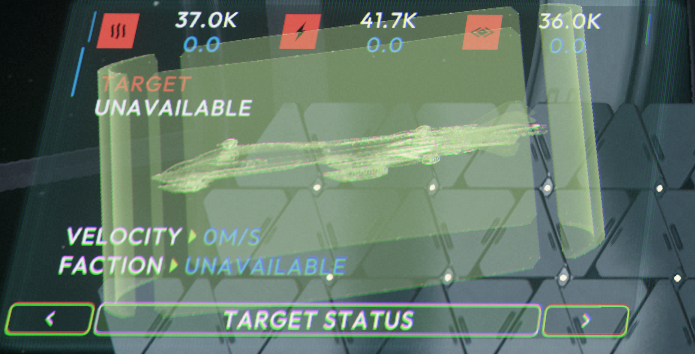 37.0K 41.7K 36.0K
0.0 0.0 0.0
TARGET
UNAVAILABLE
VELOCITY 0M/S
FACTION UNAVAILABLE
< TARGET STATUS >